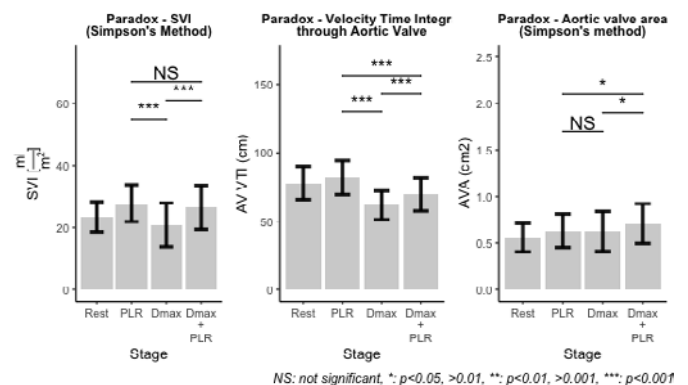 Paradox - SVI
(Simpson's Method)
NS
***
***
SVI [ml/m²]
60
40
20
0
Rest
PLR
Dmax
Dmax
+
PLR
Stage
Paradox - Velocity Time Integr
through Aortic Valve
***
***
***
AV VTI (cm)
150
100
50
0
Rest
PLR
Dmax
Dmax
+
PLR
Stage
Paradox - Aortic valve area
(Simpson's method)
*
*
NS
AVA (cm2)
2.5
2.0
1.5
1.0
0.5
0.0
Rest
PLR
Dmax
Dmax
+
PLR
Stage
NS: not significant, *: p<0.05, >0.01, **: p<0.01, >0.001, ***: p<0.001